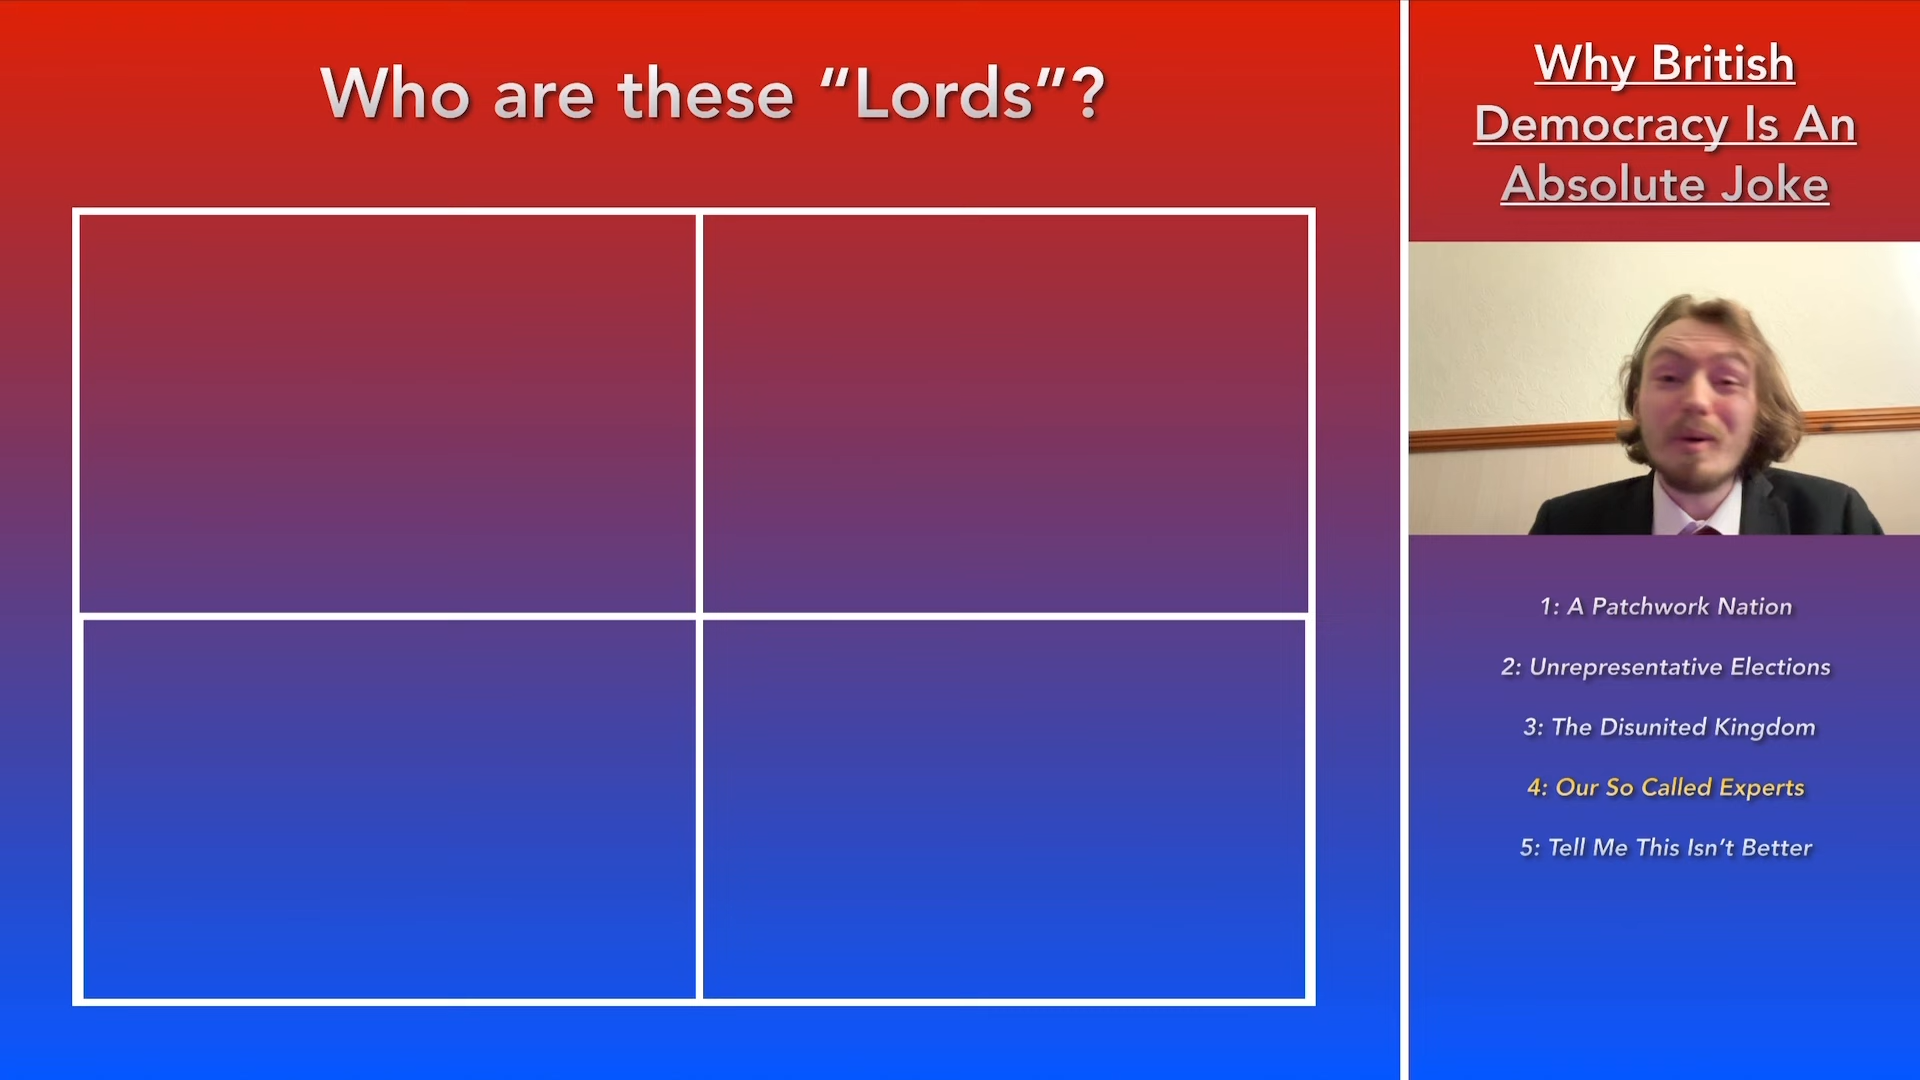 Who are these “Lords”?
Why British
Democracy Is An
Absolute Joke
1: A Patchwork Nation
2: Unrepresentative Elections
3: The Disunited Kingdom
4: Our So Called Experts
5: Tell Me This Isn’t Better